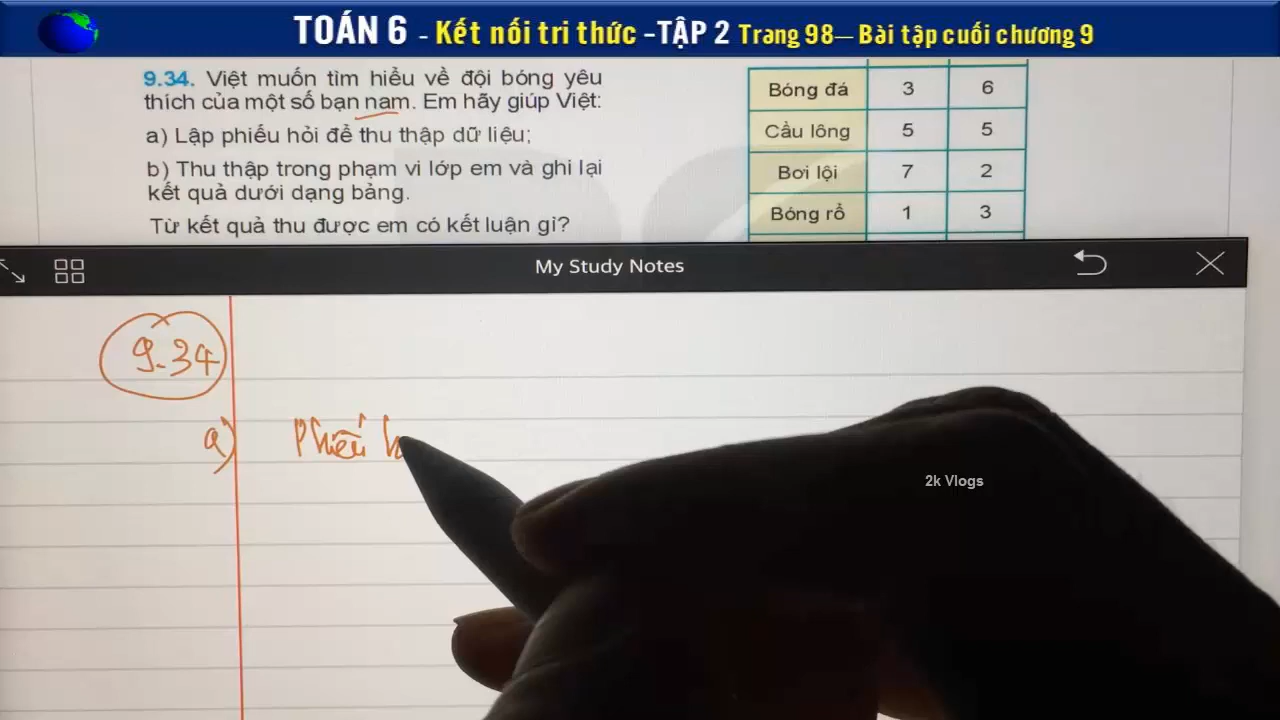 TOÁN 6 - Kết nối tri thức -TẬP 2 Trang 98— Bài tập cuối chương 9
9.34. Việt muốn tìm hiểu về đội bóng yêu
thích của một số bạn nam. Em hãy giúp Việt:
a) Lập phiếu hỏi để thu thập dữ liệu;
b) Thu thập trong phạm vi lớp em và ghi lại
kết quả dưới dạng bảng.
Từ kết quả thu được em có kết luận gì?
Bóng đá 3 6
Cầu lông 5 5
Bơi lội 7 2
Bóng rổ 1 3
My Study Notes
9.34
a) Phiếu h
2k Vlogs